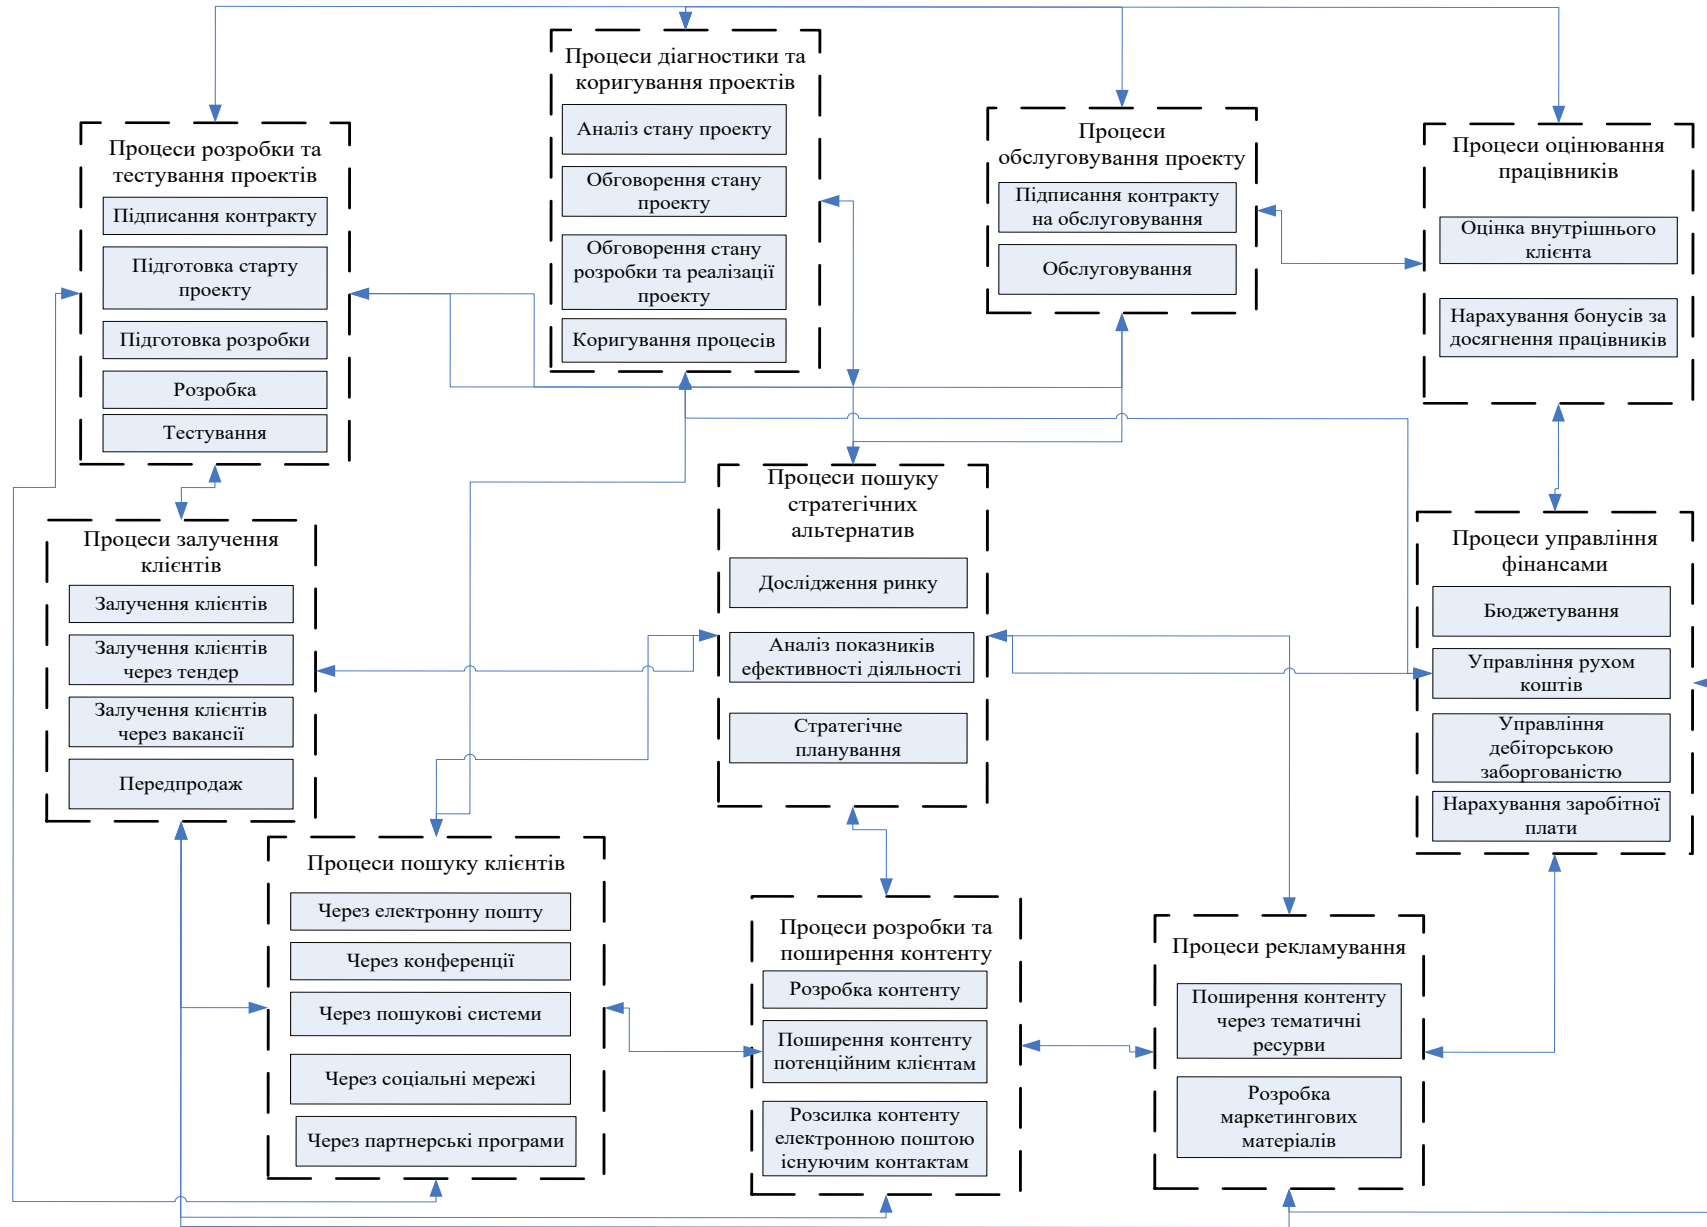 Процеси діагностики та
коригування проектів
Аналіз стану проекту
Обговорення стану
проекту
Обговорення стану
розробки та реалізації
проекту
Коригування процесів
Процеси розробки та
тестування проектів
Підписання контракту
Підготовка старту
проекту
Підготовка розробки
Розробка
Тестування
Процеси
обслуговування проекту
Підписання контракту
на обслуговування
Обслуговування
Процеси оцінювання
працівників
Оцінка внутрішнього
клієнта
Нарахування бонусів за
досягнення працівників
Процеси залучення
клієнтів
Залучення клієнтів
Залучення клієнтів
через тендер
Залучення клієнтів
через вакансії
Передпродаж
Процеси пошуку
стратегічних
альтернатив
Дослідження ринку
Аналіз показників
ефективності діяльності
Стратегічне
планування
Процеси управління
фінансами
Бюджетування
Управління рухом
коштів
Управління
дебіторською
заборгованістю
Нарахування заробітної
плати
Процеси пошуку клієнтів
Через електронну пошту
Через конференції
Через пошукові системи
Через соціальні мережі
Через партнерські програми
Процеси розробки та
поширення контенту
Розробка контенту
Поширення контенту
потенційним клієнтам
Розсилка контенту
електронною поштою
існуючим контактам
Процеси рекламування
Поширення контенту
через тематичні
ресурви
Розробка
маркетингових
матеріалів